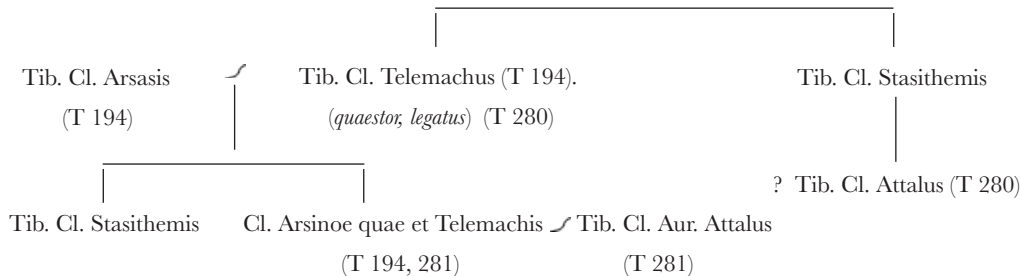 Tib. Cl. Arsasis Tib. Cl. Telemachus (T 194). Tib. Cl. Stasithemis
(T 194) (quaestor, legatus) (T 280)
? Tib. Cl. Attalus (T 280)
Tib. Cl. Stasithemis Cl. Arsinoe quae et Telemachis Tib. Cl. Aur. Attalus
(T 194, 281) (T 281)